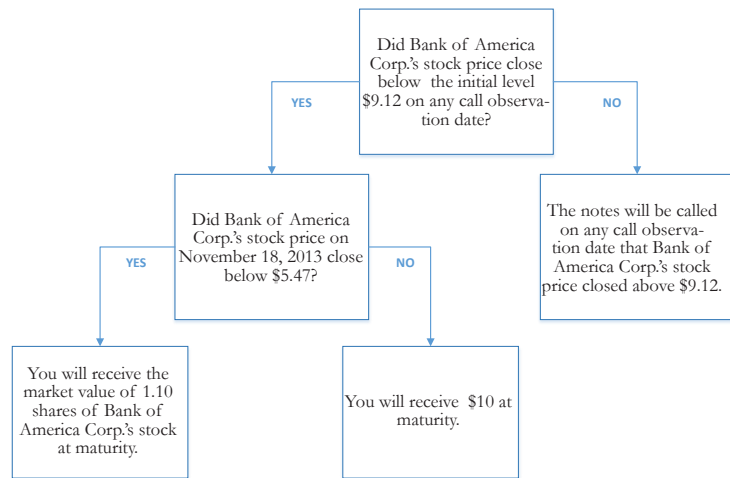 Did Bank of America
Corp.'s stock price close
below the initial level
$9.12 on any call observa-
tion date?
YES
NO
Did Bank of America
Corp.'s stock price on
November 18, 2013 close
below $5.47?
The notes will be called
on any call observa-
tion date that Bank of
America Corp.'s stock
price closed above $9.12.
YES
NO
You will receive the
market value of 1.10
shares of Bank of
America Corp.'s stock
at maturity.
You will receive $10 at
maturity.